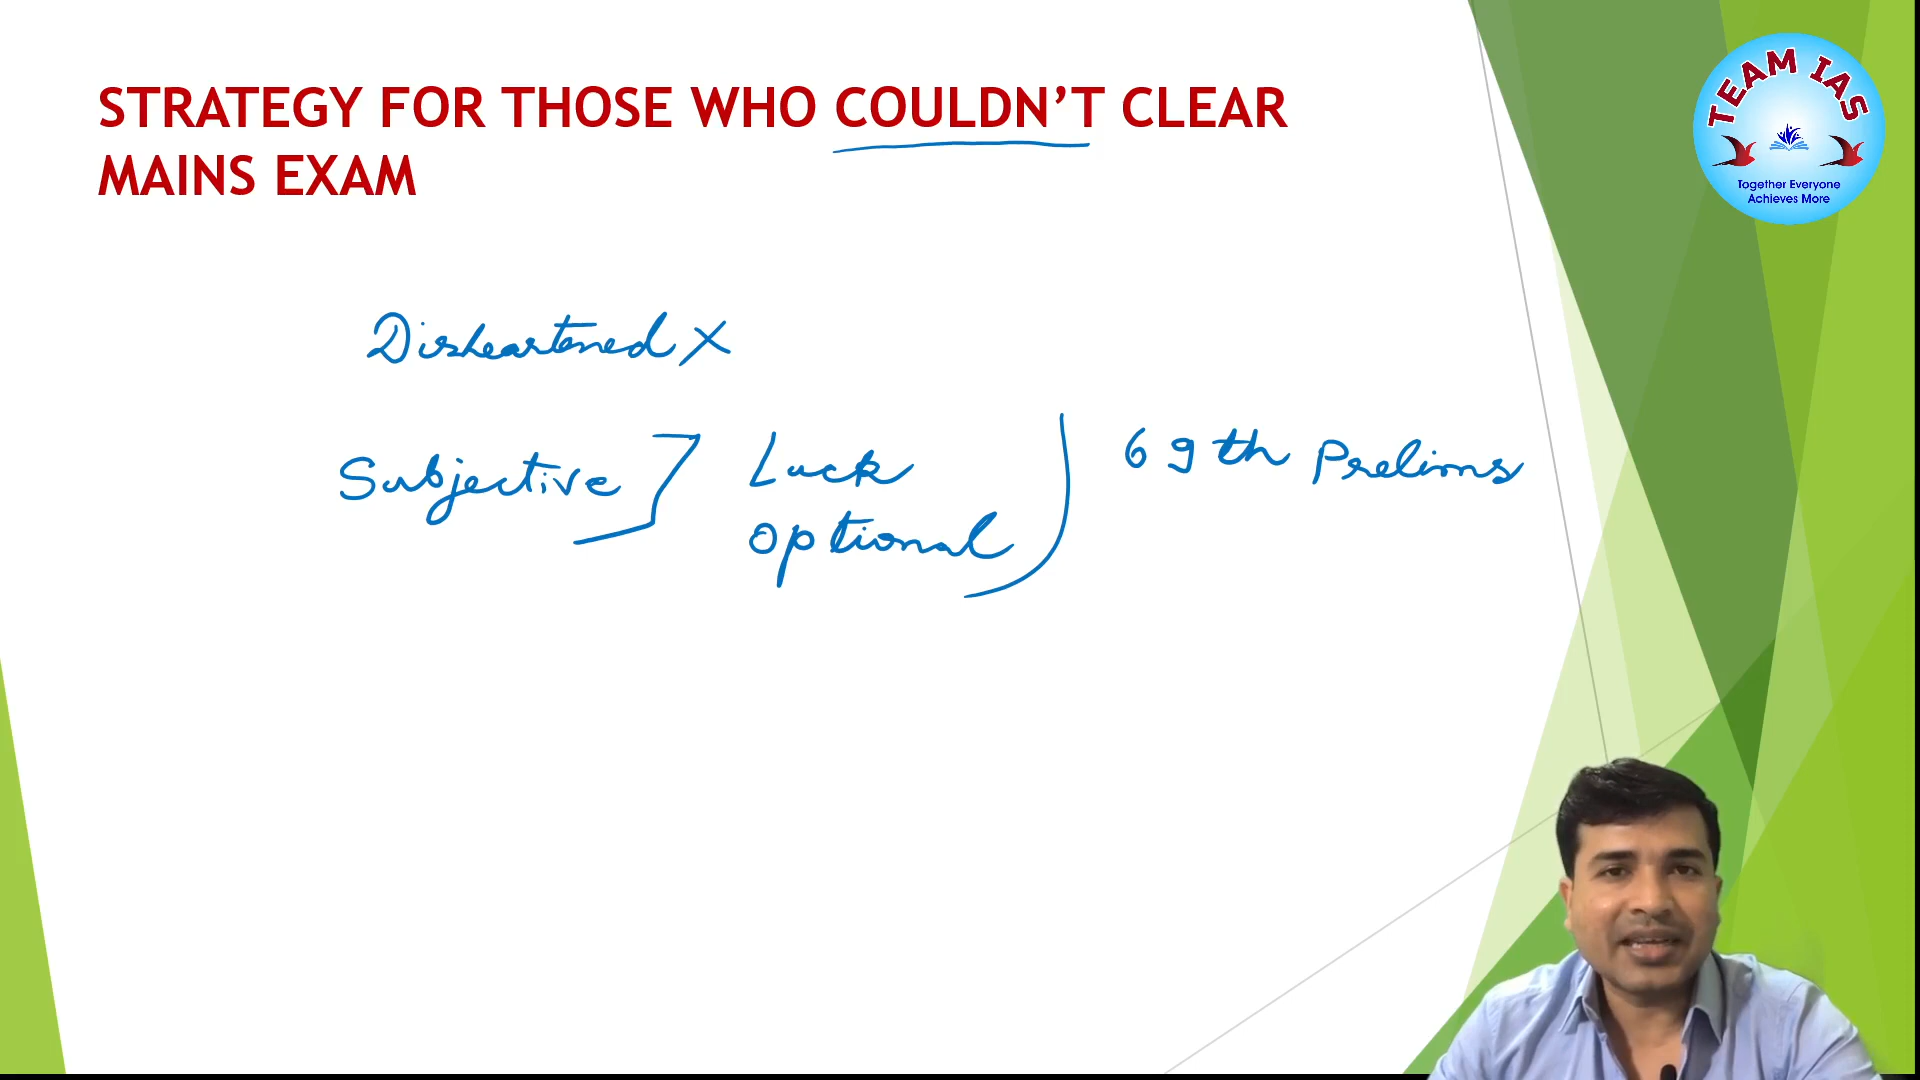 STRATEGY FOR THOSE WHO COULDN'T CLEAR
MAINS EXAM
TEAM IAS
Together Everyone
Achieves More
Disheartened X
Subjective
Luck
Optional
69th Prelims